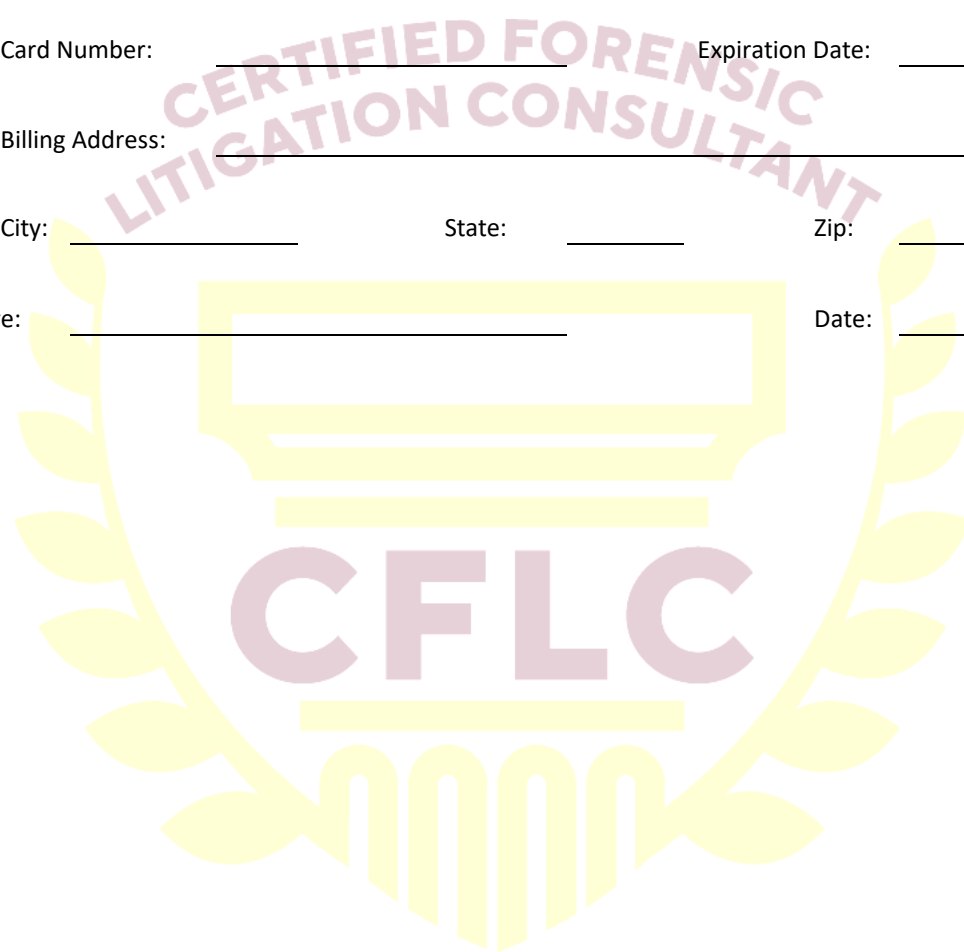 CERTIFIED FORENSIC
LITIGATION CONSULTANT
Card Number: Expiration Date:
Billing Address:
City: State: Zip:
e: Date:
CFLC